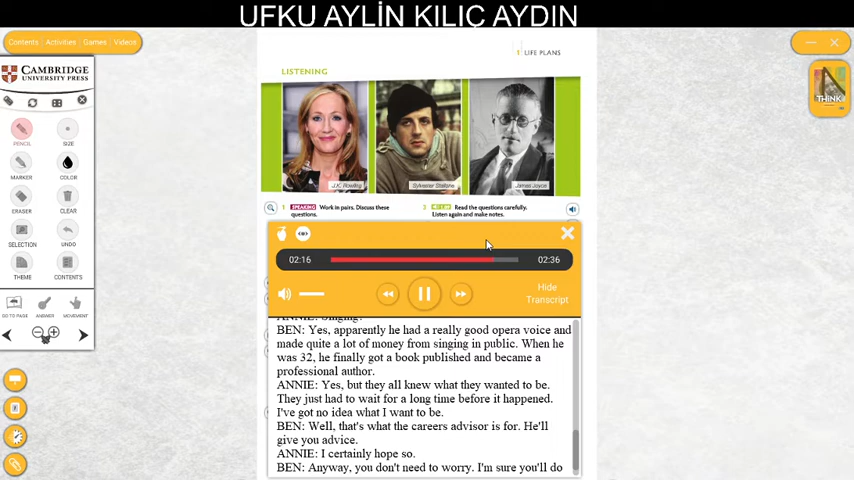 UFKU AYLİN KILIÇ AYDIN
Contents Activities Games Videos
CAMBRIDGE
UNIVERSITY PRESS
PENCIL SIZE
MARKER COLOR
ERASER CLEAR
SELECTION UNDO
THEME CONTENTS
GO TO PAGE ANSWER MOVEMENT
1 LIFE PLANS
THiNK
LISTENING
J.K. Rowling
Sylvester Stallone
James Joyce
1 SPEAKING Work in pairs. Discuss these
questions.
2 Read the questions carefully.
Listen again and make notes.
02:16
02:36
Hide
Transcript
ANNIE: Singing?
BEN: Yes, apparently he had a really good opera voice and
made quite a lot of money from singing in public. When he
was 32, he finally got a book published and became a
professional author.
ANNIE: Yes, but they all knew what they wanted to be.
They just had to wait for a long time before it happened.
I've got no idea what I want to be.
BEN: Well, that's what the careers advisor is for. He'll
give you advice.
ANNIE: I certainly hope so.
BEN: Anyway, you don't need to worry. I'm sure you'll do